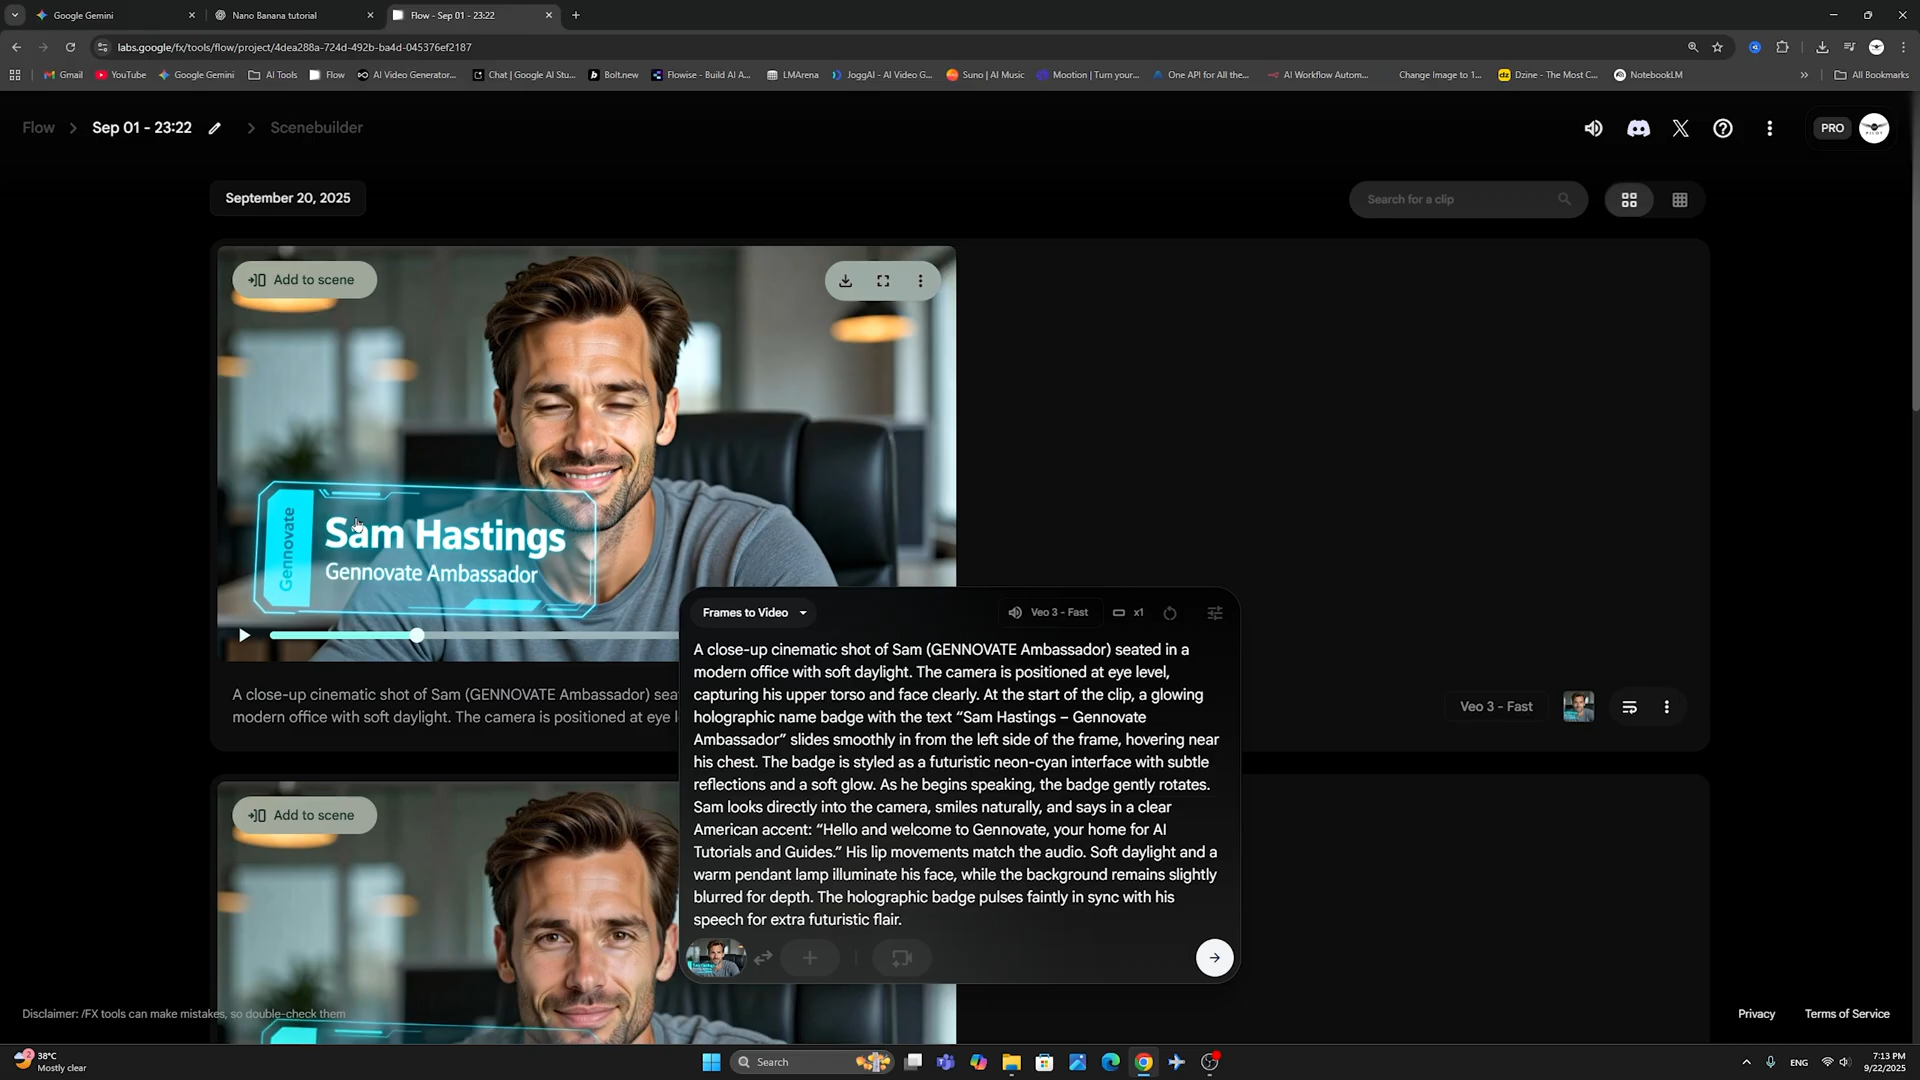 Google Gemini
Nano Banana tutorial
Flow - Sep 01 - 23:22
labs.google/fx/tools/flow/project/4dea288a-724d-492b-ba4d-045376ef2187
Gmail
YouTube
Google Gemini
AI Tools
Flow
AI Video Generator...
Chat | Google AI Stu...
Bolt.new
Flowise - Build AI A...
LMArena
JoggAI - AI Video G...
Suno | AI Music
Mootion | Turn your...
One API for All the...
AI Workflow Autom...
Change Image to 1...
Dzine - The Most C...
NotebookLM
All Bookmarks
Flow
Sep 01 - 23:22
Scenebuilder
PRO
September 20, 2025
Search for a clip
Add to scene
Gennovate
Sam Hastings
Gennovate Ambassador
A close-up cinematic shot of Sam (GENNOVATE Ambassador) sea
modern office with soft daylight. The camera is positioned at eye l
Veo 3 - Fast
Add to scene
Frames to Video
Veo 3 - Fast
x1
A close-up cinematic shot of Sam (GENNOVATE Ambassador) seated in a
modern office with soft daylight. The camera is positioned at eye level,
capturing his upper torso and face clearly. At the start of the clip, a glowing
holographic name badge with the text “Sam Hastings – Gennovate
Ambassador” slides smoothly in from the left side of the frame, hovering near
his chest. The badge is styled as a futuristic neon-cyan interface with subtle
reflections and a soft glow. As he begins speaking, the badge gently rotates.
Sam looks directly into the camera, smiles naturally, and says in a clear
American accent: “Hello and welcome to Gennovate, your home for AI
Tutorials and Guides.” His lip movements match the audio. Soft daylight and a
warm pendant lamp illuminate his face, while the background remains slightly
blurred for depth. The holographic badge pulses faintly in sync with his
speech for extra futuristic flair.
Disclaimer: /FX tools can make mistakes, so double-check them
Privacy
Terms of Service
38°C
Mostly clear
Search
ENG
7:13 PM
9/22/2025